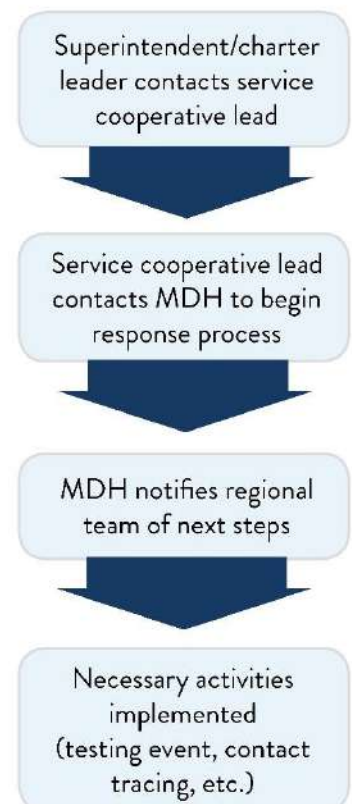 Superintendent/charter
leader contacts service
cooperative lead
Service cooperative lead
contacts MDH to begin
response process
MDH notifies regional
team of next steps
Necessary activities
implemented
(testing event, contact
tracing, etc.)